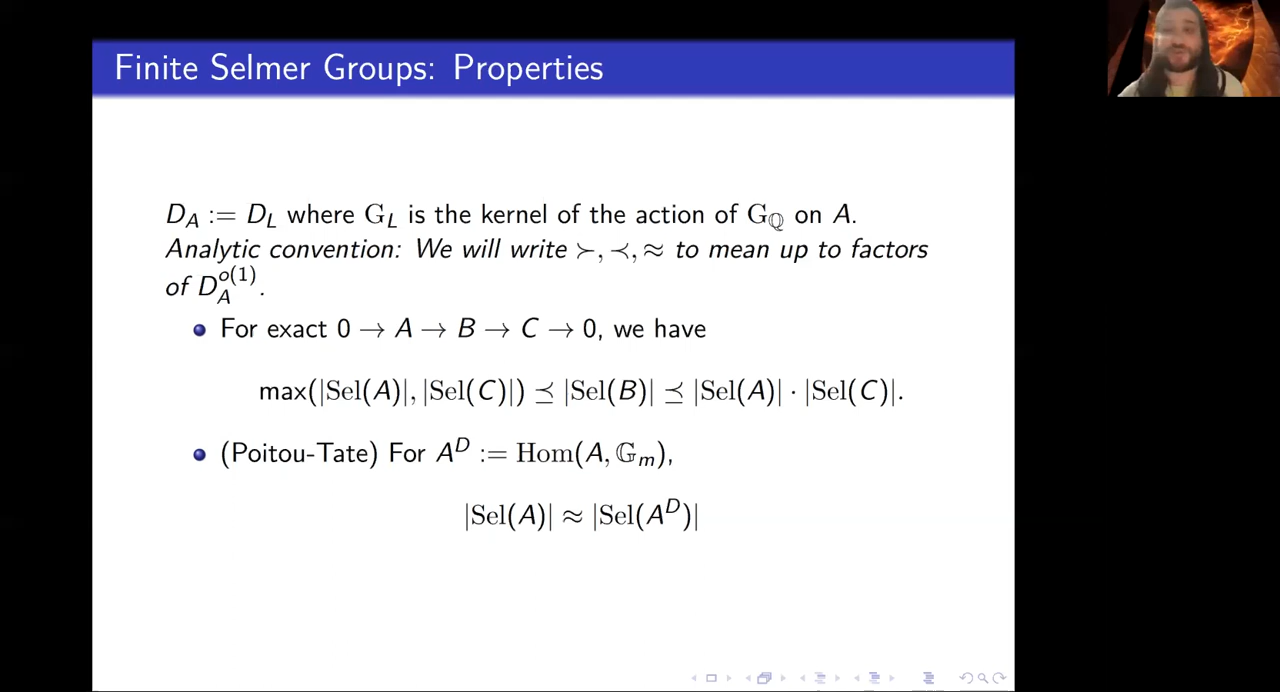 Finite Selmer Groups: Properties
D_A := D_L where G_L is the kernel of the action of G_ℚ on A.
Analytic convention: We will write ≻, ≺, ≈ to mean up to factors
of D_A^{o(1)}.
For exact 0 → A → B → C → 0, we have
max(|Sel(A)|, |Sel(C)|) ⪯ |Sel(B)| ⪯ |Sel(A)| · |Sel(C)|.
(Poitou-Tate) For A^D := Hom(A, 𝔾_m),
|Sel(A)| ≈ |Sel(A^D)|